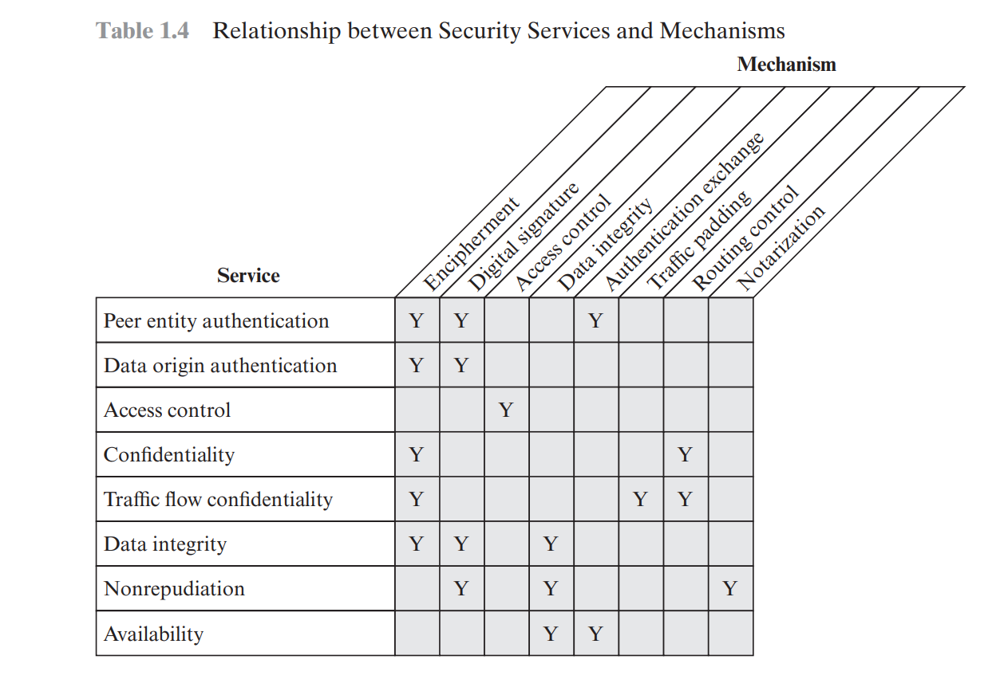 Table 1.4 Relationship between Security Services and Mechanisms
Mechanism
Encipherment
Digital signature
Access control
Data integrity
Authentication exchange
Traffic padding
Routing control
Notarization
Service
Peer entity authentication Y Y Y
Data origin authentication Y Y
Access control Y
Confidentiality Y Y
Traffic flow confidentiality Y Y Y
Data integrity Y Y Y
Nonrepudiation Y Y Y
Availability Y Y